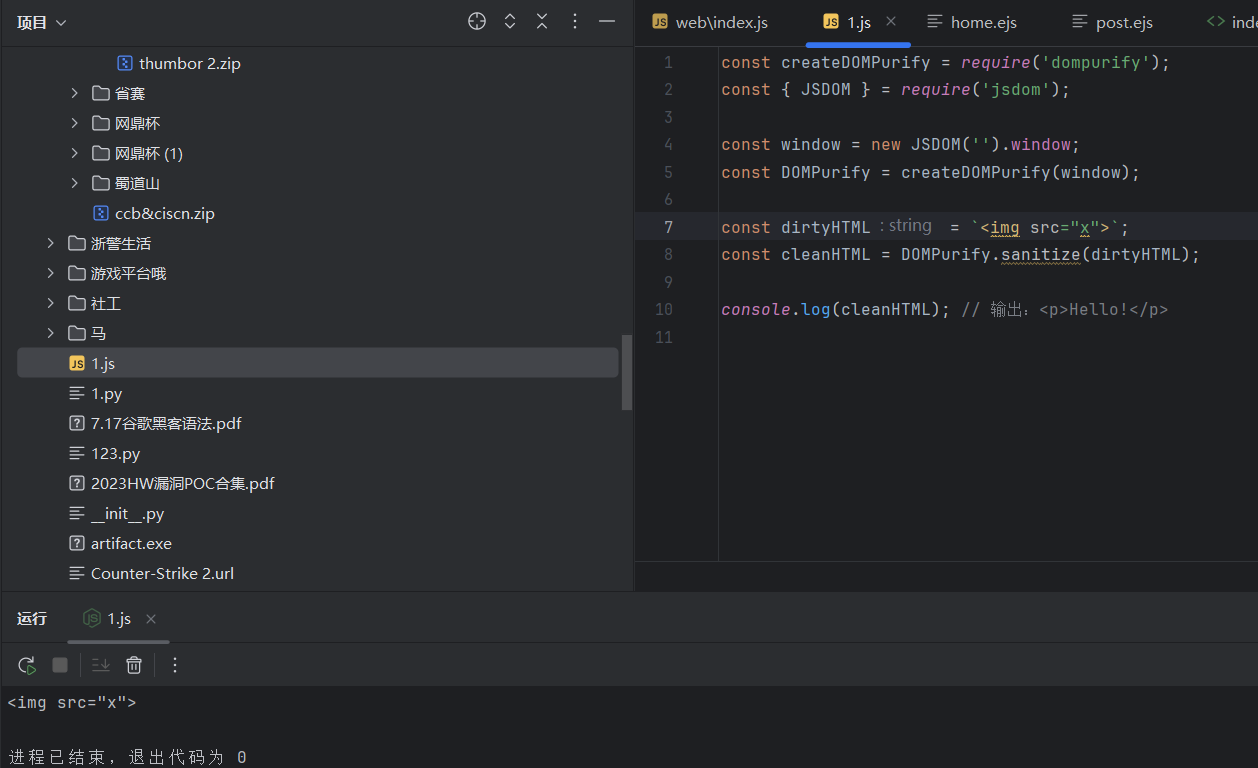 项目
thumbor 2.zip
省赛
网鼎杯
网鼎杯 (1)
蜀道山
ccb&ciscn.zip
浙警生活
游戏平台哦
社工
马
JS 1.js
1.py
? 7.17谷歌黑客语法.pdf
123.py
? 2023HW漏洞POC合集.pdf
__init__.py
? artifact.exe
Counter-Strike 2.url
JS web\index.js JS 1.js home.ejs post.ejs <> inde
1 const createDOMPurify = require('dompurify');
2 const { JSDOM } = require('jsdom');
3
4 const window = new JSDOM('').window;
5 const DOMPurify = createDOMPurify(window);
6
7 const dirtyHTML : string = `<img src="x">`;
8 const cleanHTML = DOMPurify.sanitize(dirtyHTML);
9
10 console.log(cleanHTML); // 输出：<p>Hello!</p>
11
运行 JS 1.js
<img src="x">
进程已结束，退出代码为 0